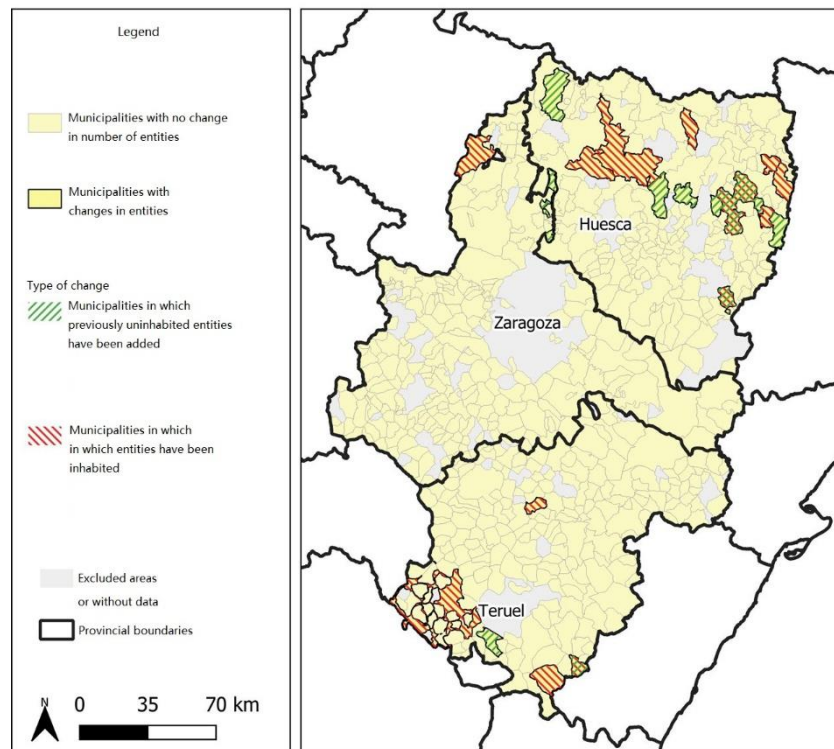 Legend
Municipalities with no change
in number of entities
Municipalities with
changes in entities
Type of change
Municipalities in which
previously uninhabited entities
have been added
Municipalities in which
in which entities have been
inhabited
Excluded areas
or without data
Provincial boundaries
N
0 35 70 km
Huesca
Zaragoza
Teruel